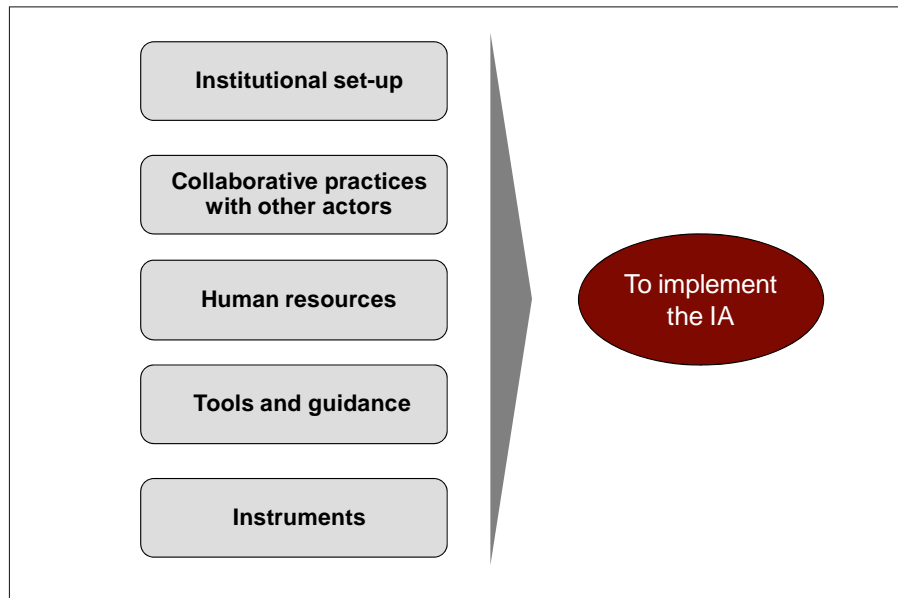 Institutional set-up
Collaborative practices
with other actors
Human resources
Tools and guidance
Instruments
To implement
the IA